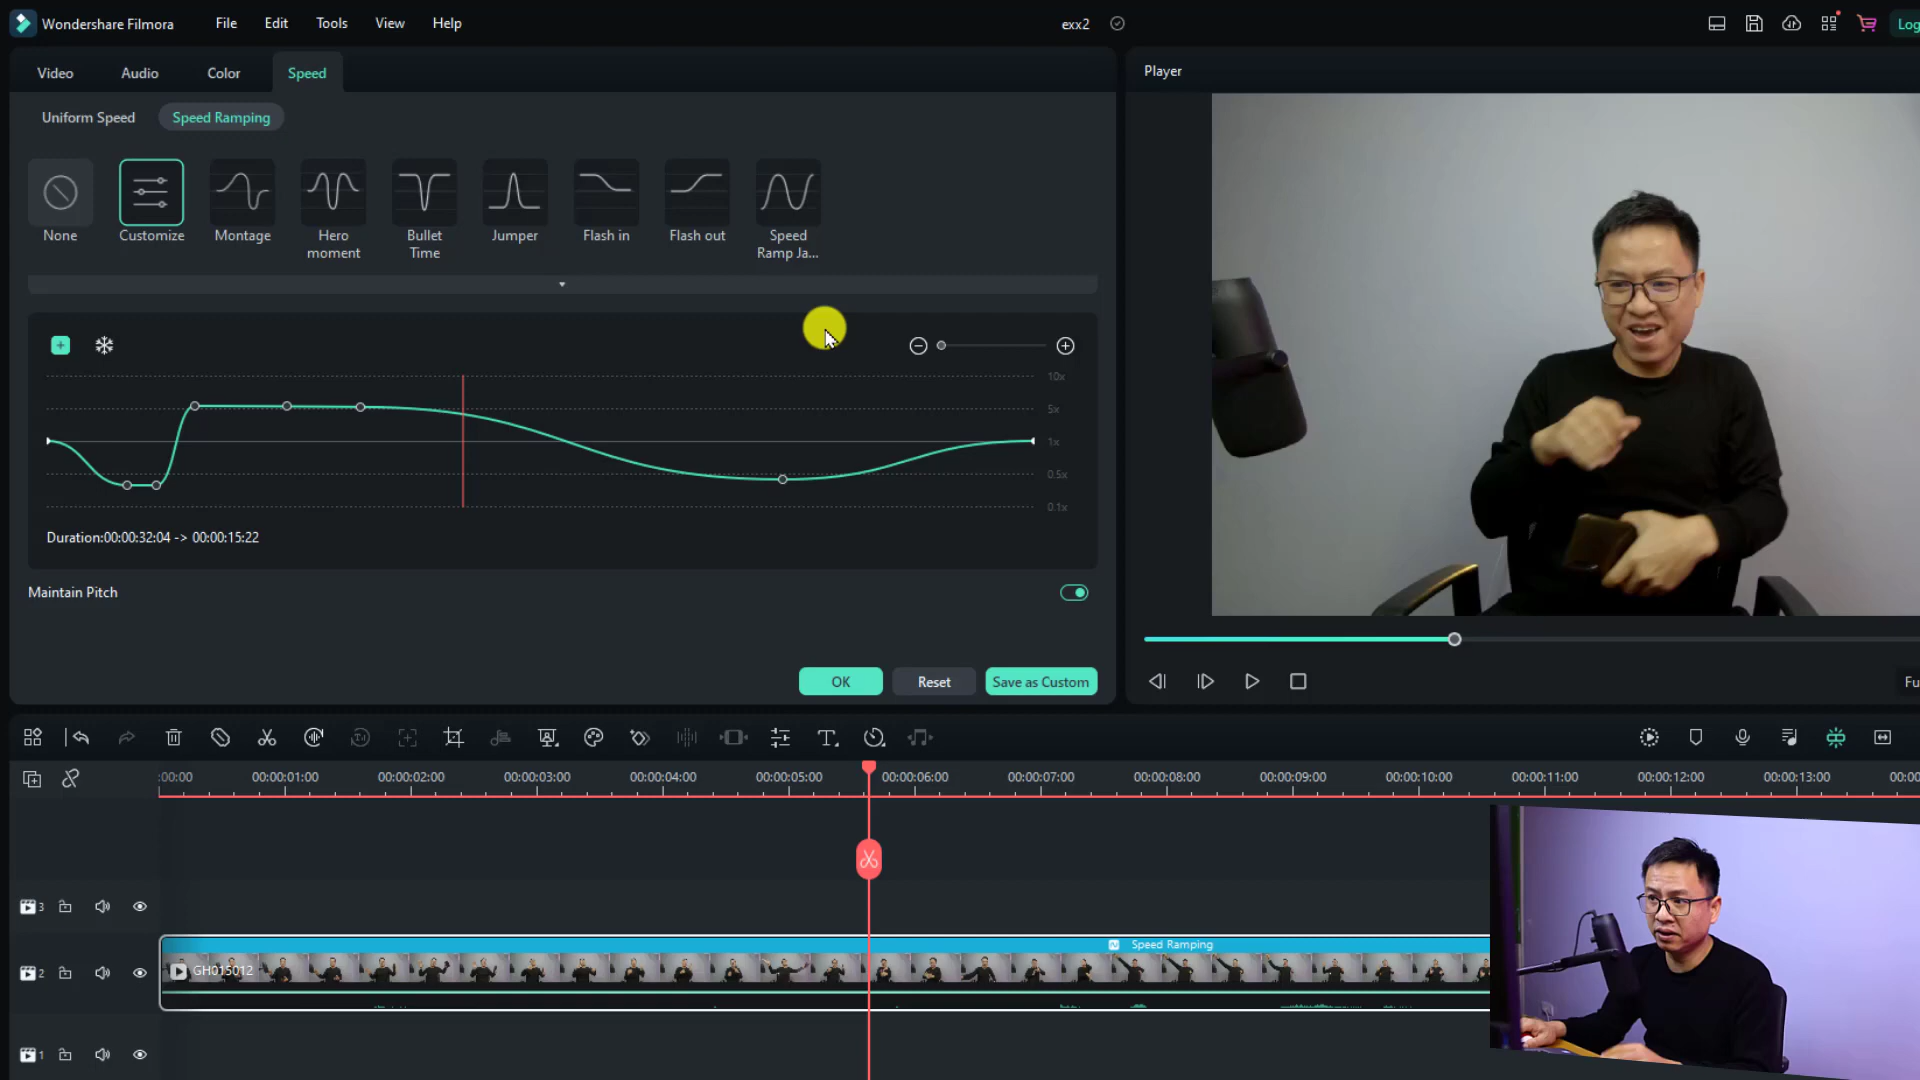 Wondershare Filmora File Edit Tools View Help exx2 Log
Video Audio Color Speed Player
Uniform Speed Speed Ramping
None Customize Montage Hero moment Bullet Time Jumper Flash in Flash out Speed Ramp Ja...
10x
5x
1x
0.5x
0.1x
Duration:00:00:32:04 -> 00:00:15:22
Maintain Pitch
OK Reset Save as Custom Fu
:00:00 00:00:01:00 00:00:02:00 00:00:03:00 00:00:04:00 00:00:05:00 00:00:06:00 00:00:07:00 00:00:08:00 00:00:09:00 00:00:10:00 00:00:11:00 00:00:12:00 00:00:13:00 00:00
3
Speed Ramping
2 GH015012
1